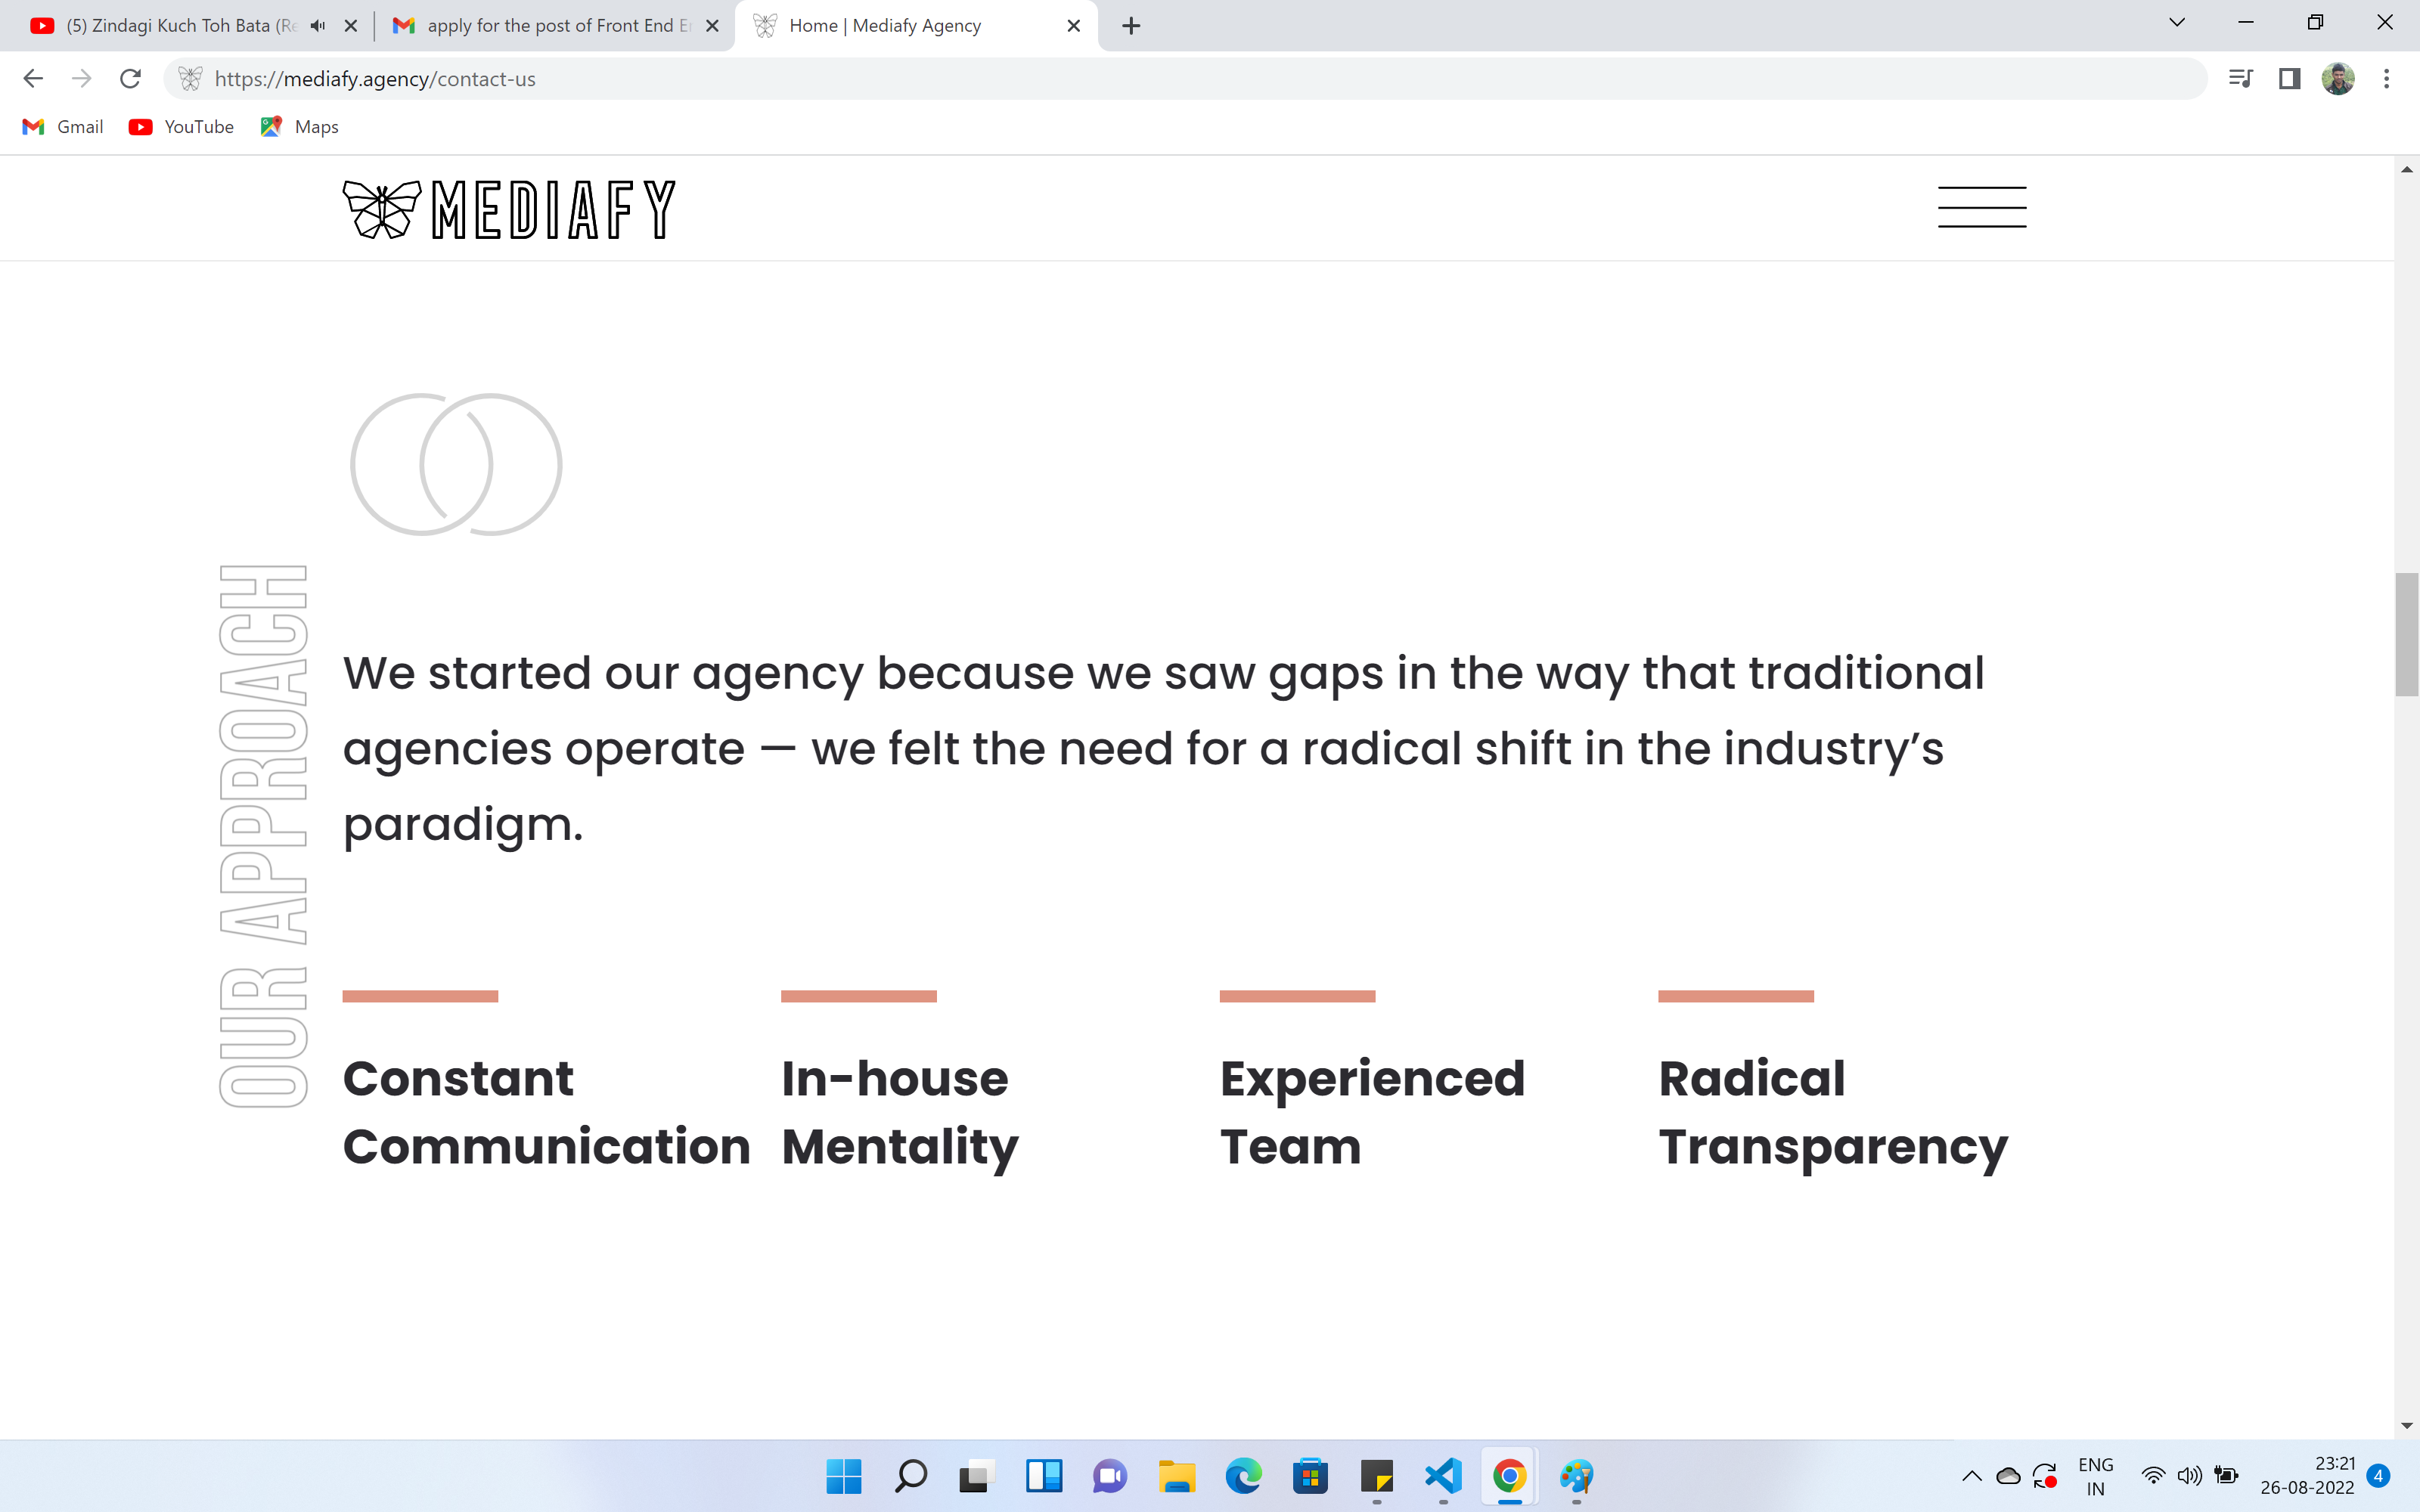 (5) Zindagi Kuch Toh Bata (Re
apply for the post of Front End En
Home | Mediafy Agency
https://mediafy.agency/contact-us
Gmail
YouTube
Maps
MEDIAFY
OUR APPROACH
We started our agency because we saw gaps in the way that traditional
agencies operate — we felt the need for a radical shift in the industry’s
paradigm.
Constant
Communication
In-house
Mentality
Experienced
Team
Radical
Transparency
ENG
IN
23:21
26-08-2022
4